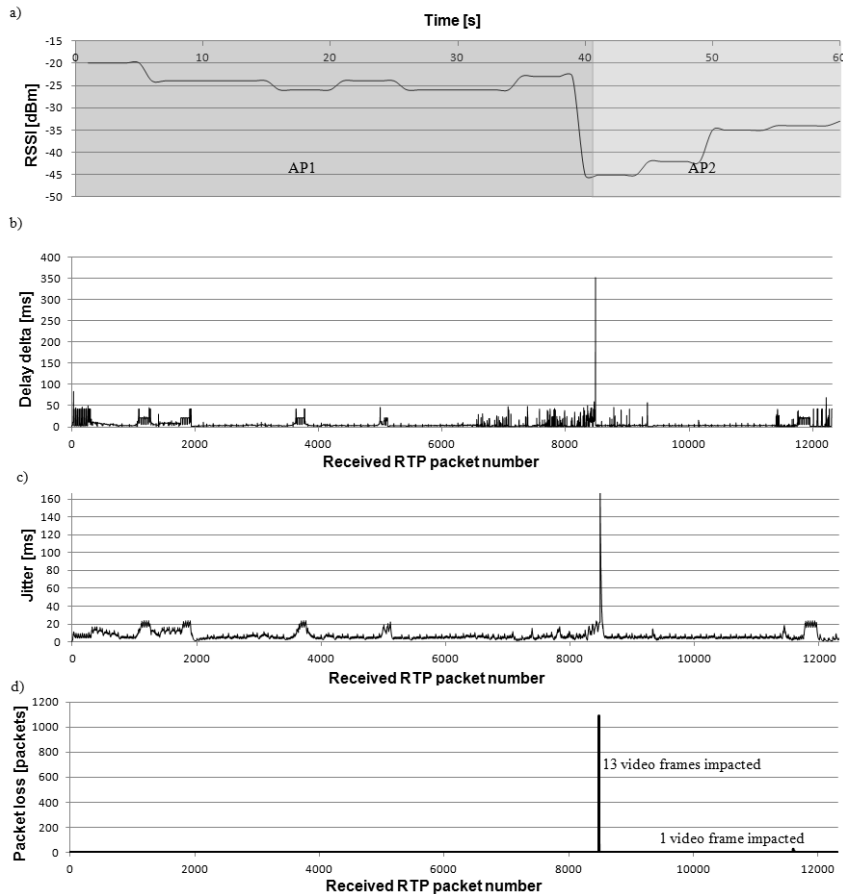 a)
Time [s]
-15
0 10 20 30 40 50 60
-20
-25
-30
-35
-40
-45
-50
RSSI [dBm]
AP1
AP2
b)
400
350
300
250
200
150
100
50
0
Delay delta [ms]
0 2000 4000 6000 8000 10000 12000
Received RTP packet number
c)
160
140
120
100
80
60
40
20
0
Jitter [ms]
0 2000 4000 6000 8000 10000 12000
Received RTP packet number
d)
1200
1000
800
600
400
200
0
Packet loss [packets]
13 video frames impacted
1 video frame impacted
0 2000 4000 6000 8000 10000 12000
Received RTP packet number